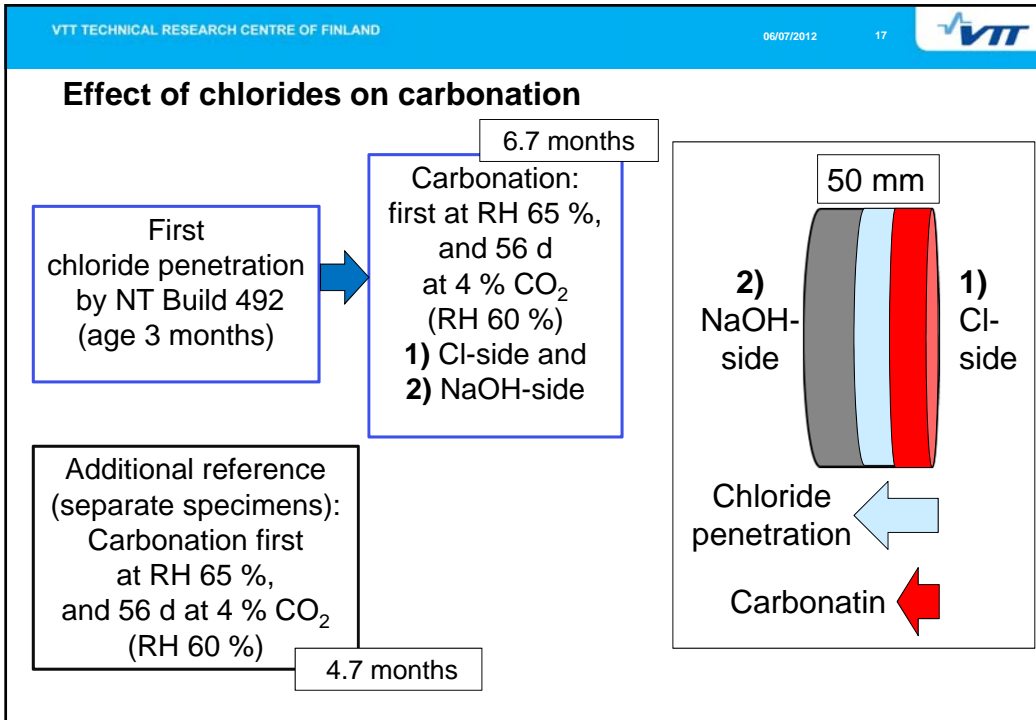 VTT TECHNICAL RESEARCH CENTRE OF FINLAND
06/07/2012
17
VTT
Effect of chlorides on carbonation
First
chloride penetration
by NT Build 492
(age 3 months)
6.7 months
Carbonation:
first at RH 65 %,
and 56 d
at 4 % CO₂
(RH 60 %)
1) Cl-side and
2) NaOH-side
Additional reference
(separate specimens):
Carbonation first
at RH 65 %,
and 56 d at 4 % CO₂
(RH 60 %)
4.7 months
50 mm
2)
NaOH-
side
1)
Cl-
side
Chloride
penetration
Carbonatin